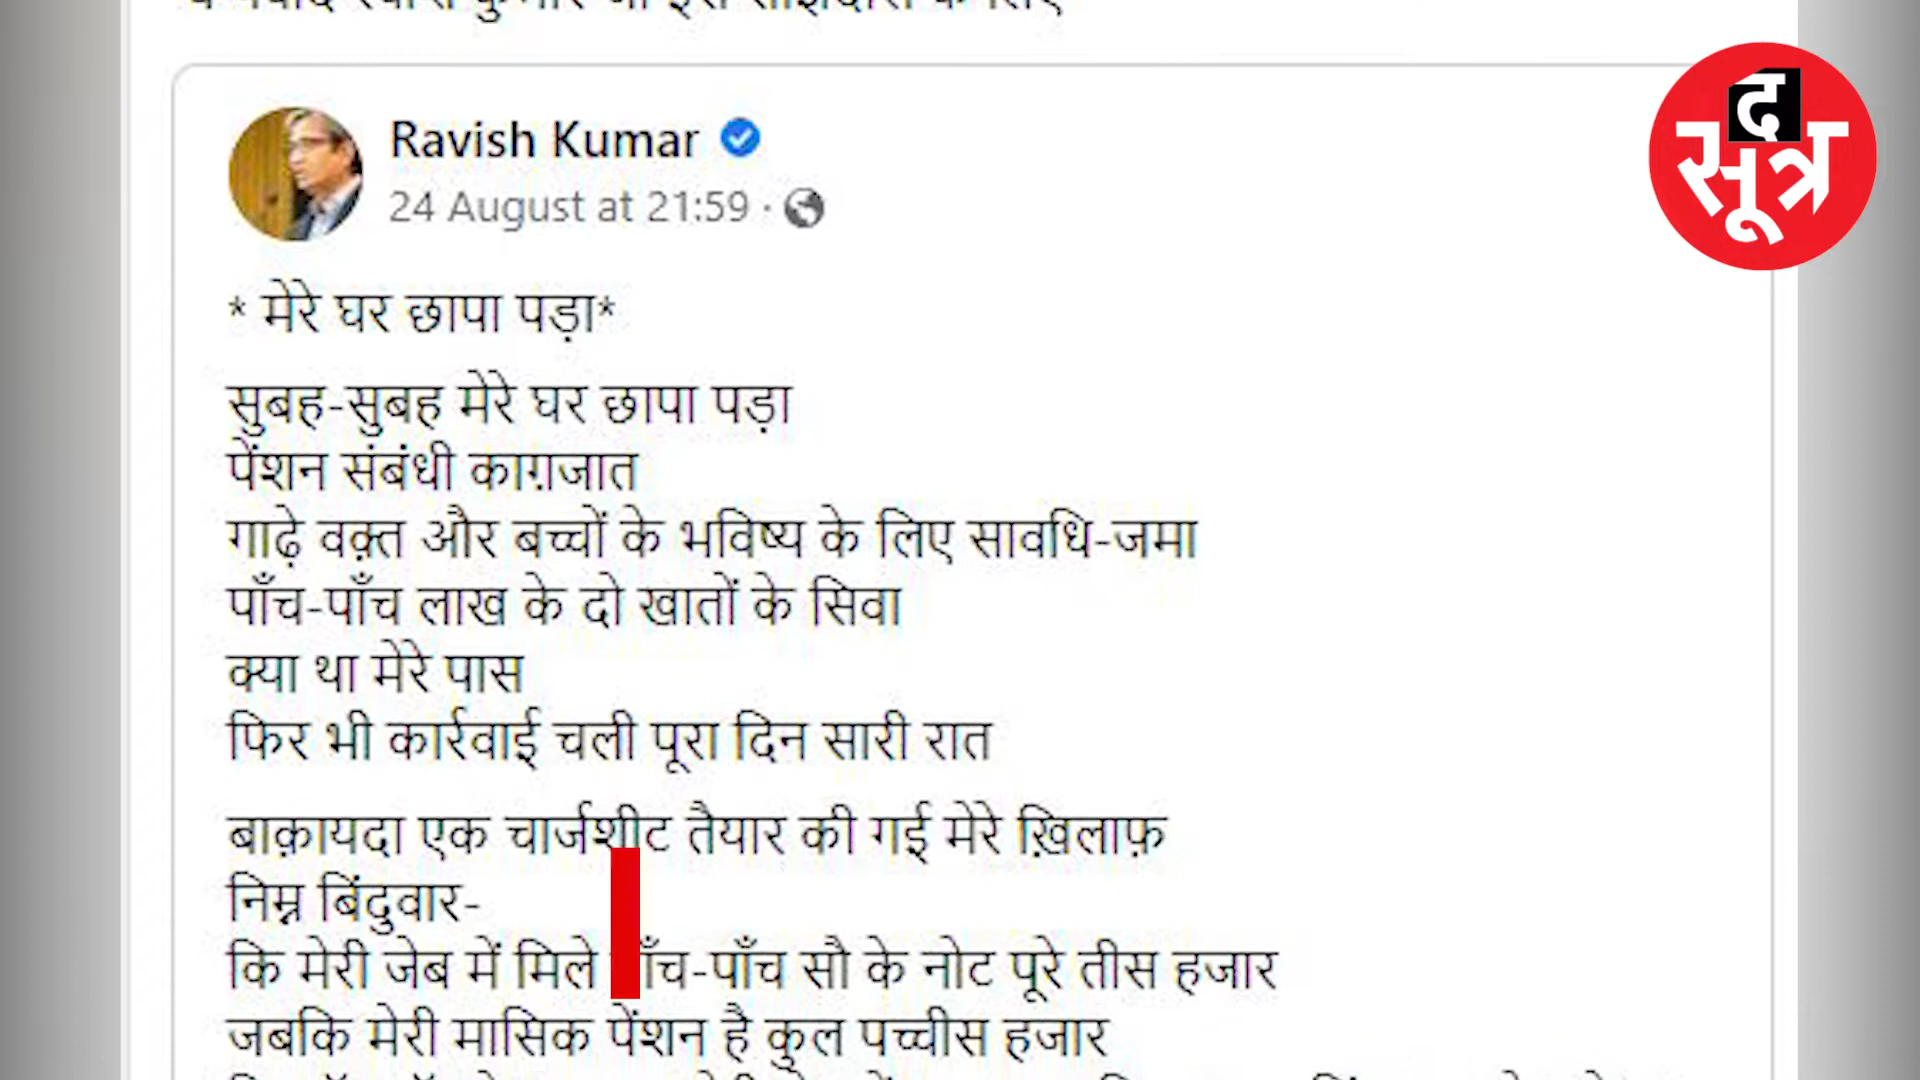 द सूत्र
Ravish Kumar
24 August at 21:59 ·
* मेरे घर छापा पड़ा*
सुबह-सुबह मेरे घर छापा पड़ा
पेंशन संबंधी काग़जात
गाढ़े वक़्त और बच्चों के भविष्य के लिए सावधि-जमा
पाँच-पाँच लाख के दो खातों के सिवा
क्या था मेरे पास
फिर भी कार्रवाई चली पूरा दिन सारी रात
बाक़ायदा एक चार्जशीट तैयार की गई मेरे ख़िलाफ़
निम्न बिंदुवार-
कि मेरी जेब में मिले पाँच-पाँच सौ के नोट पूरे तीस हजार
जबकि मेरी मासिक पेंशन है कुल पच्चीस हजार